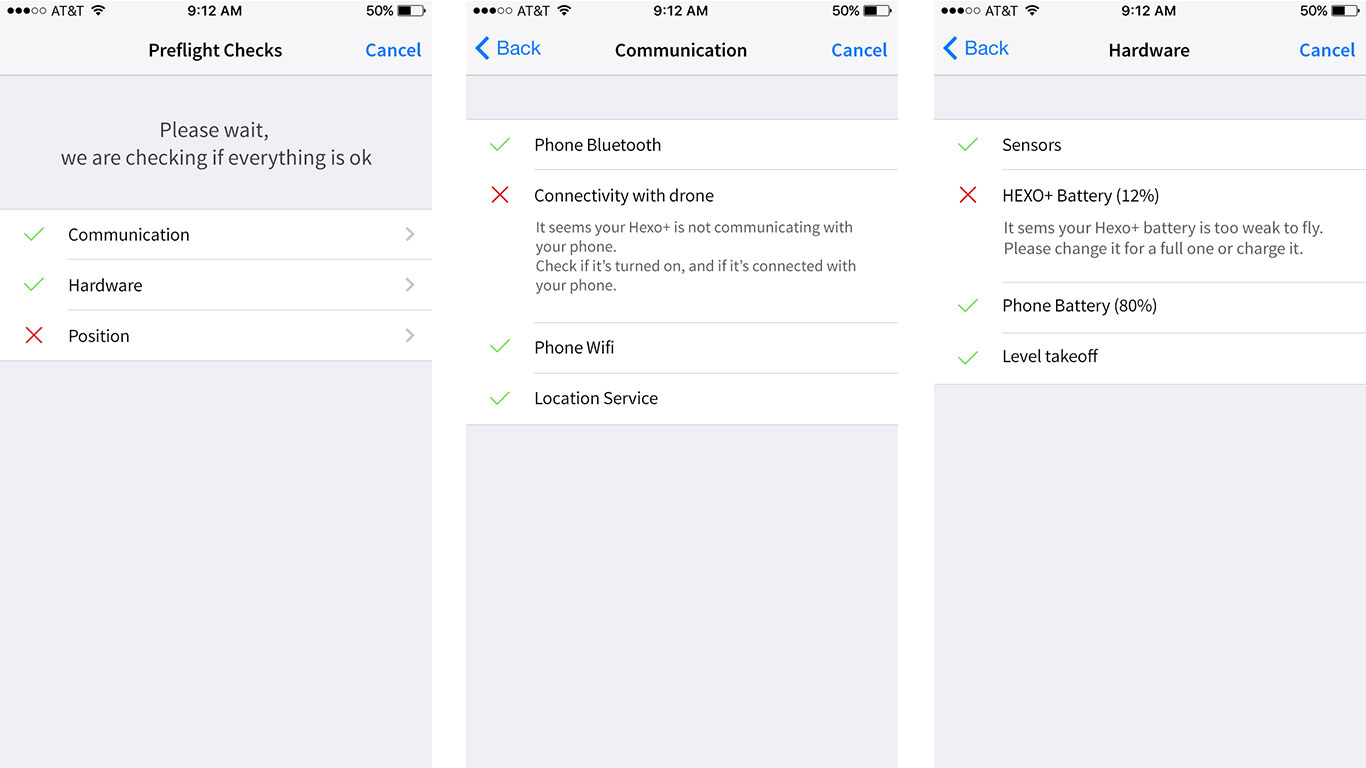 AT&T 9:12 AM 50%
Preflight Checks Cancel
Please wait,
we are checking if everything is ok
Communication
Hardware
Position
AT&T 9:12 AM 50%
Back Communication Cancel
Phone Bluetooth
Connectivity with drone
It seems your Hexo+ is not communicating with
your phone.
Check if it’s turned on, and if it’s connected with
your phone.
Phone Wifi
Location Service
AT&T 9:12 AM 50%
Back Hardware Cancel
Sensors
HEXO+ Battery (12%)
It sems your Hexo+ battery is too weak to fly.
Please change it for a full one or charge it.
Phone Battery (80%)
Level takeoff